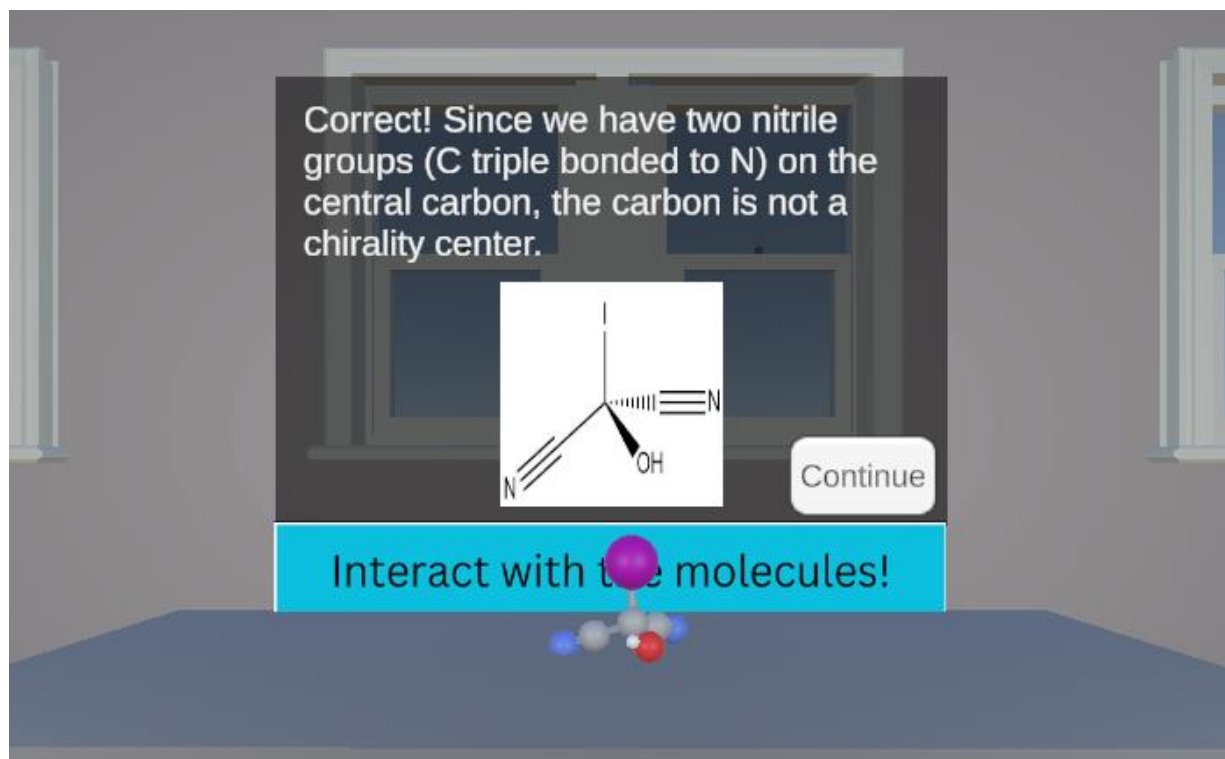 Correct! Since we have two nitrile
groups (C triple bonded to N) on the
central carbon, the carbon is not a
chirality center.
I
N
OH
N
Continue
Interact with the molecules!